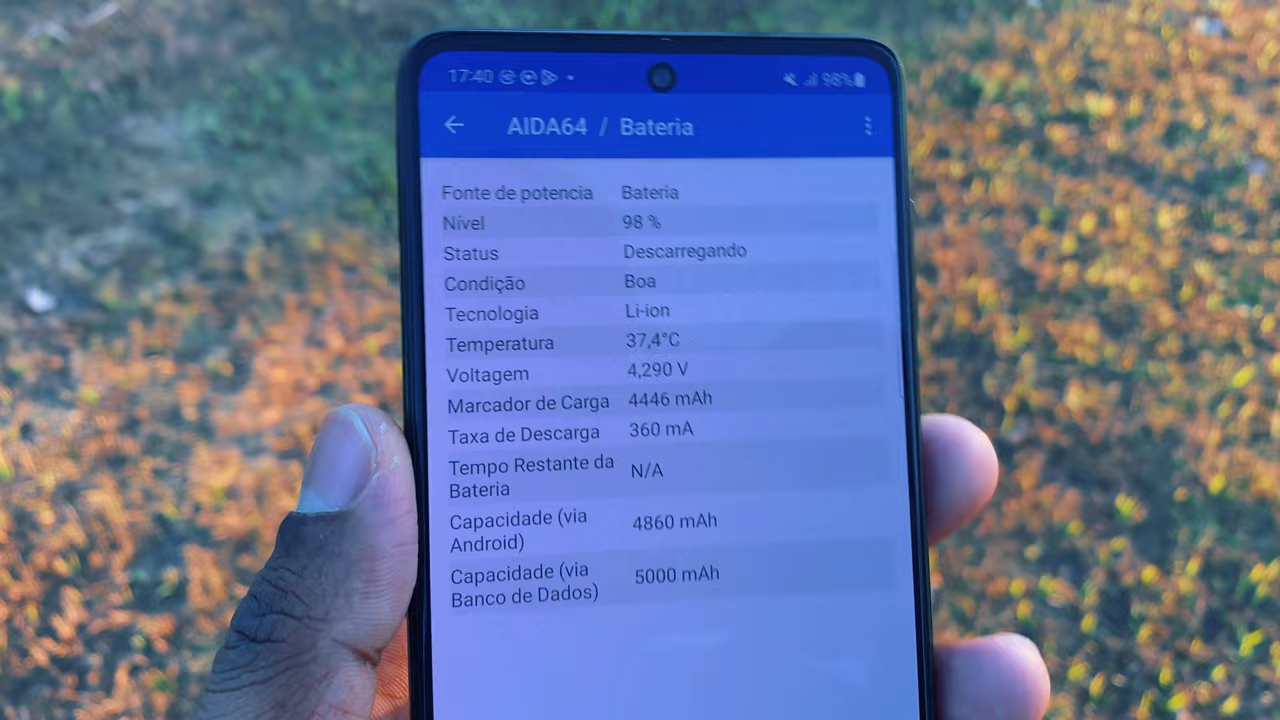 17:40 98%
AIDA64 / Bateria
Fonte de potencia Bateria
Nível 98 %
Status Descarregando
Condição Boa
Tecnologia Li-ion
Temperatura 37,4°C
Voltagem 4,290 V
Marcador de Carga 4446 mAh
Taxa de Descarga 360 mA
Tempo Restante da
Bateria N/A
Capacidade (via
Android) 4860 mAh
Capacidade (via
Banco de Dados) 5000 mAh